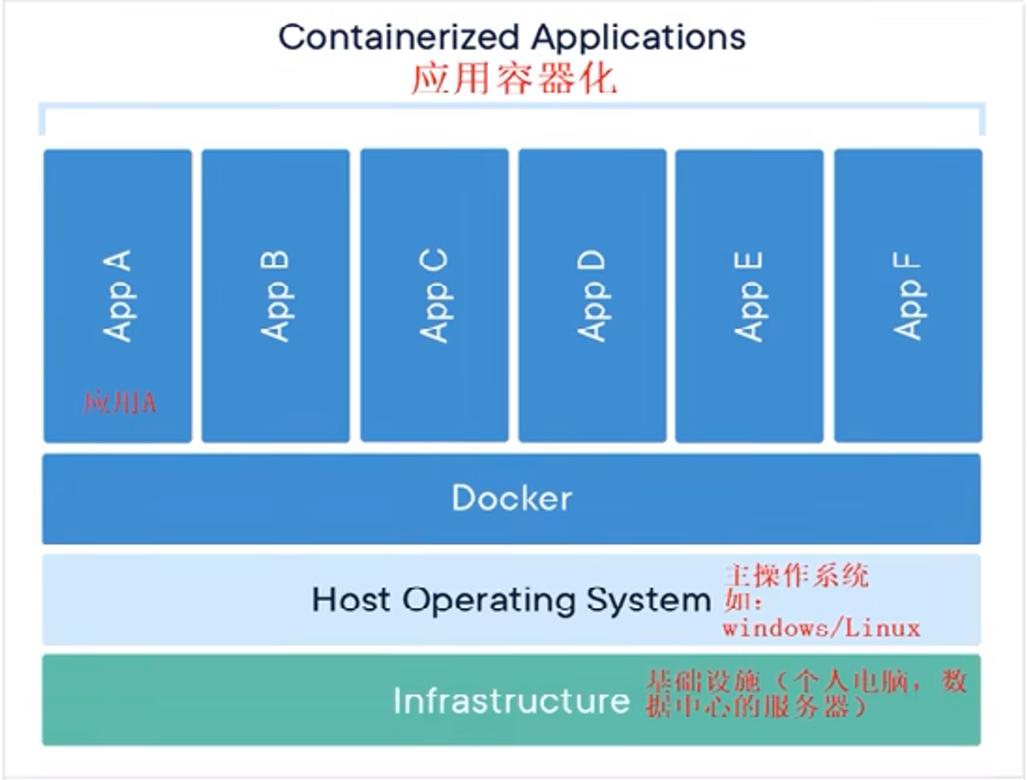 Containerized Applications
应用容器化
App A
App B
App C
App D
App E
App F
应用A
Docker
Host Operating System
主操作系统
如：
windows/Linux
Infrastructure
基础设施（个人电脑，数
据中心的服务器）